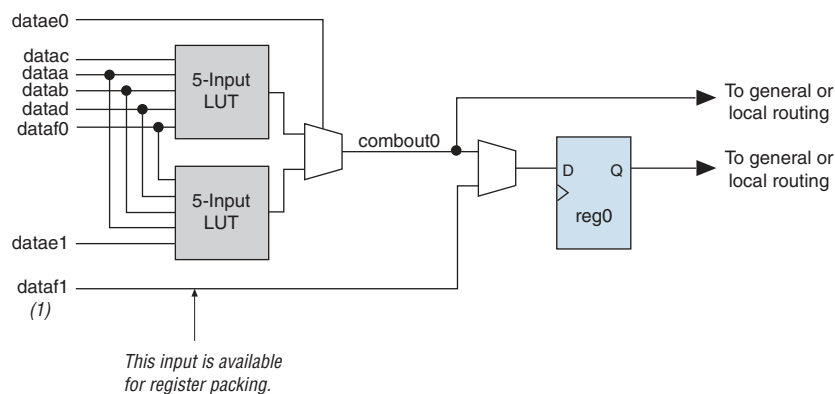 datae0
datac
dataa
datab
datad
dataf0
5-Input
LUT
combout0
To general or
local routing
D
Q
reg0
To general or
local routing
5-Input
LUT
datae1
dataf1
(1)
This input is available
for register packing.